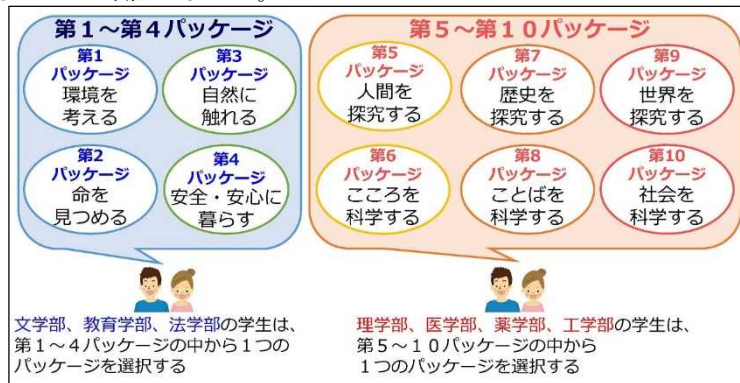 第１～第４パッケージ
第1
パッケージ
環境を
考える
第3
パッケージ
自然に
触れる
第2
パッケージ
命を
見つめる
第4
パッケージ
安全・安心に
暮らす
文学部、教育学部、法学部の学生は、
第１～４パッケージの中から１つの
パッケージを選択する
第５～第１０パッケージ
第5
パッケージ
人間を
探究する
第7
パッケージ
歴史を
探究する
第9
パッケージ
世界を
探究する
第6
パッケージ
こころを
科学する
第8
パッケージ
ことばを
科学する
第10
パッケージ
社会を
科学する
理学部、医学部、薬学部、工学部の学生は、
第５～１０パッケージの中から
１つのパッケージを選択する